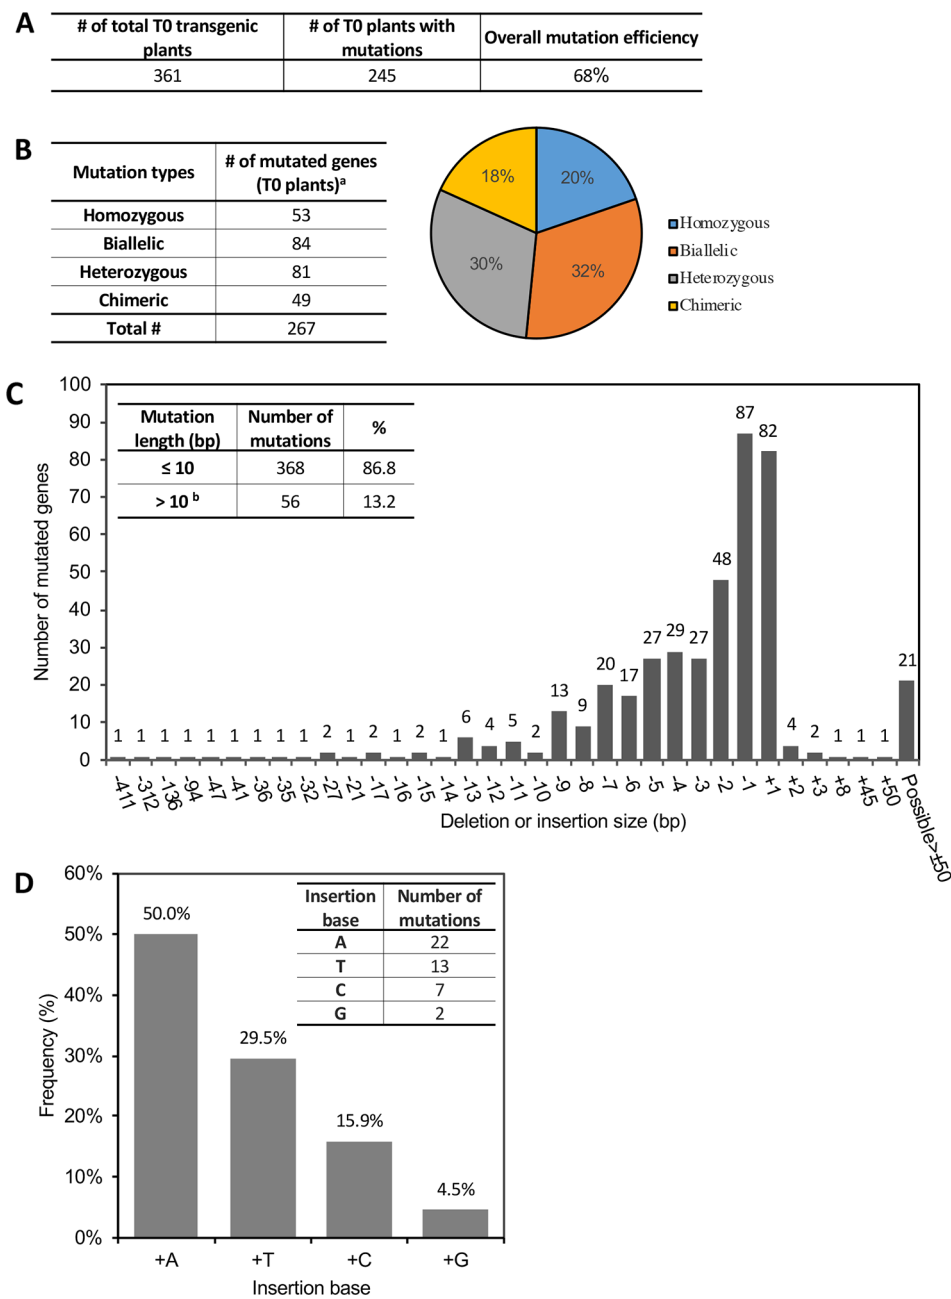 A
# of total T0 transgenic plants
# of T0 plants with mutations
Overall mutation efficiency
361
245
68%
B
Mutation types
# of mutated genes (T0 plants)a
Homozygous
53
Biallelic
84
Heterozygous
81
Chimeric
49
Total #
267
18%
20%
30%
32%
Homozygous
Biallelic
Heterozygous
Chimeric
C
Number of mutated genes
100
90
80
70
60
50
40
30
20
10
0
Mutation length (bp)
Number of mutations
%
≤ 10
368
86.8
> 10 b
56
13.2
1 1 1 1 1 1 1 1 1 2 1 2 1 2 1 6 4 5 2 13 9 20 17 27 29 27 48 87 82 4 2 1 1 1 21
-411 -312 -136 -94 -47 -41 -36 -35 -32 -27 -21 -17 -16 -15 -14 -13 -12 -11 -10 -9 -8 -7 -6 -5 -4 -3 -2 -1 +1 +2 +3 +8 +45 +50 Possible>±50
Deletion or insertion size (bp)
D
Frequency (%)
60%
50%
40%
30%
20%
10%
0%
50.0%
29.5%
15.9%
4.5%
Insertion base
Number of mutations
A
22
T
13
C
7
G
2
+A +T +C +G
Insertion base